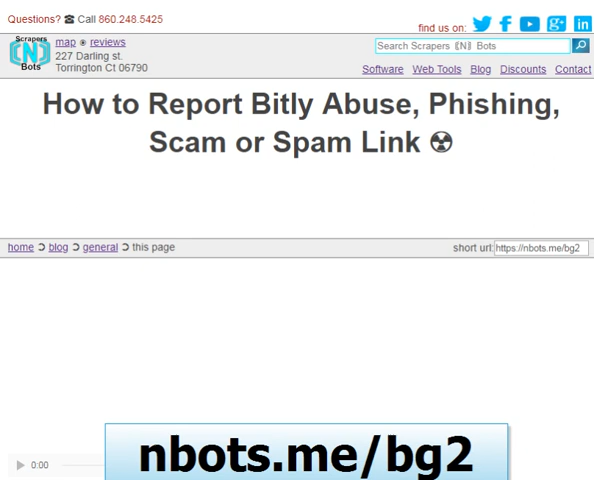 Questions? ☎ Call 860.248.5425
find us on:
Scrapers
[N]
Bots
map ⍟ reviews
227 Darling st.
Torrington Ct 06790
Search Scrapers ⟦N⟧ Bots
Software Web Tools Blog Discounts Contact
How to Report Bitly Abuse, Phishing,
Scam or Spam Link ☢
home ➲ blog ➲ general ➲ this page
short url: https://nbots.me/bg2
nbots.me/bg2
0:00